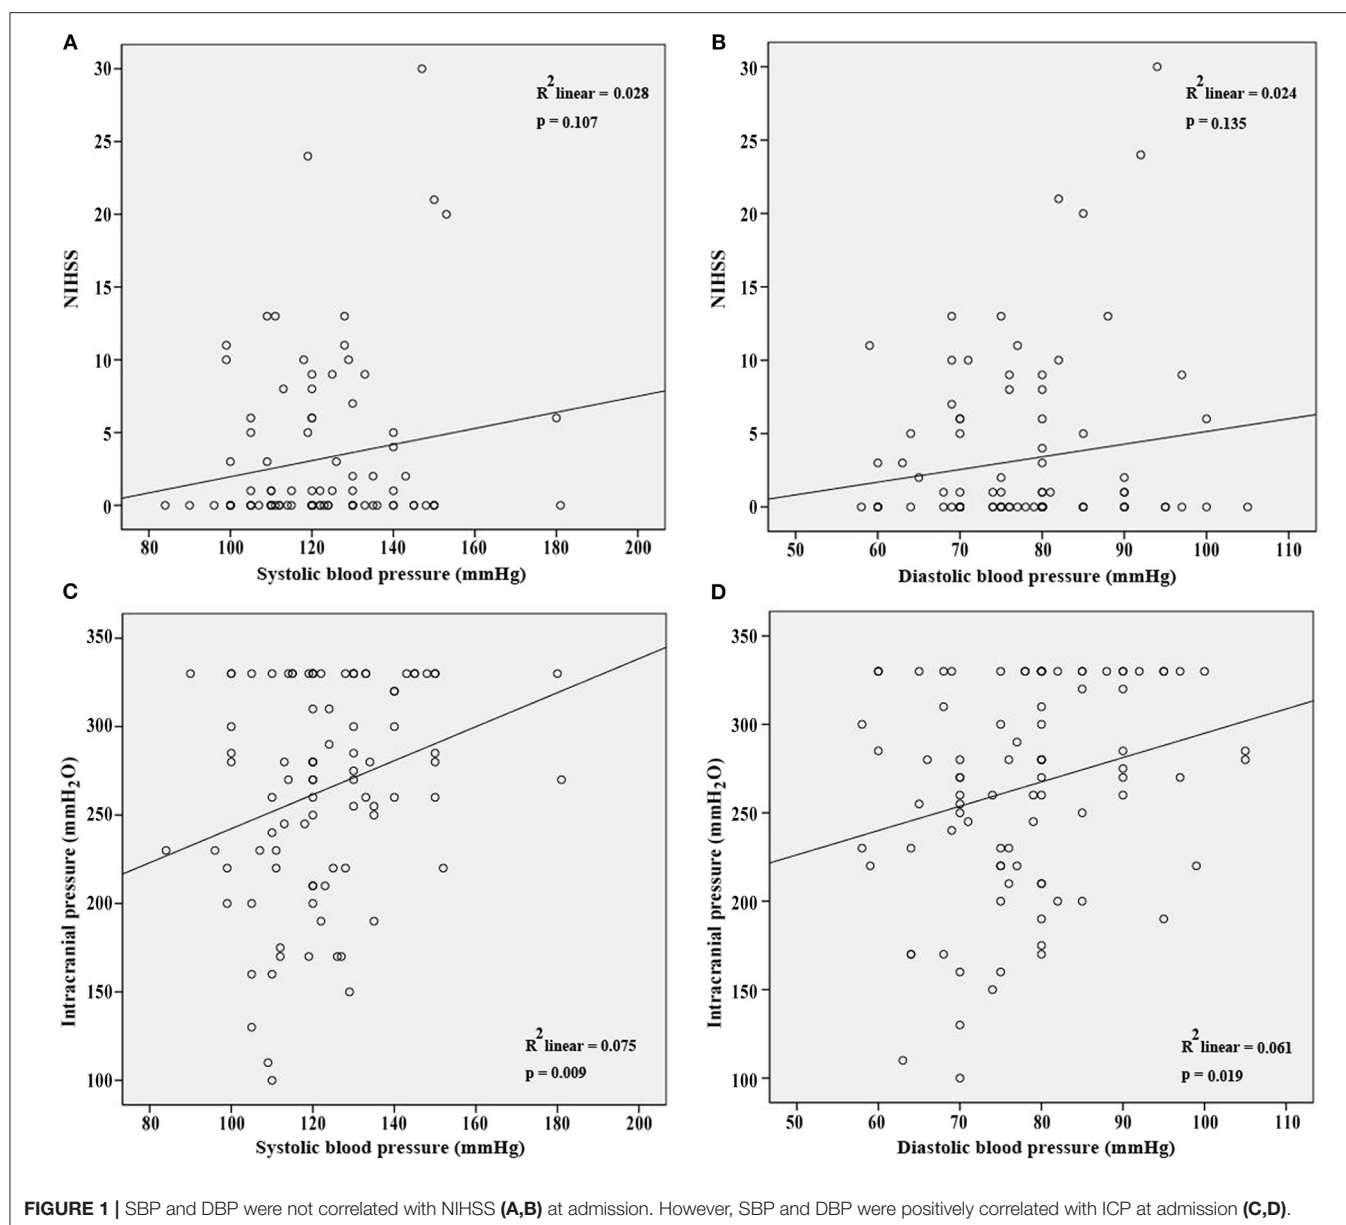 A
R2 linear = 0.028
p = 0.107
NIHSS
30
25
20
15
10
5
0
80 100 120 140 160 180 200
Systolic blood pressure (mmHg)
B
R2 linear = 0.024
p = 0.135
NIHSS
30
25
20
15
10
5
0
50 60 70 80 90 100 110
Diastolic blood pressure (mmHg)
C
Intracranial pressure (mmH2O)
350
300
250
200
150
100
R2 linear = 0.075
p = 0.009
80 100 120 140 160 180 200
Systolic blood pressure (mmHg)
D
Intracranial pressure (mmH2O)
350
300
250
200
150
100
R2 linear = 0.061
p = 0.019
50 60 70 80 90 100 110
Diastolic blood pressure (mmHg)
FIGURE 1 | SBP and DBP were not correlated with NIHSS (A,B) at admission. However, SBP and DBP were positively correlated with ICP at admission (C,D).